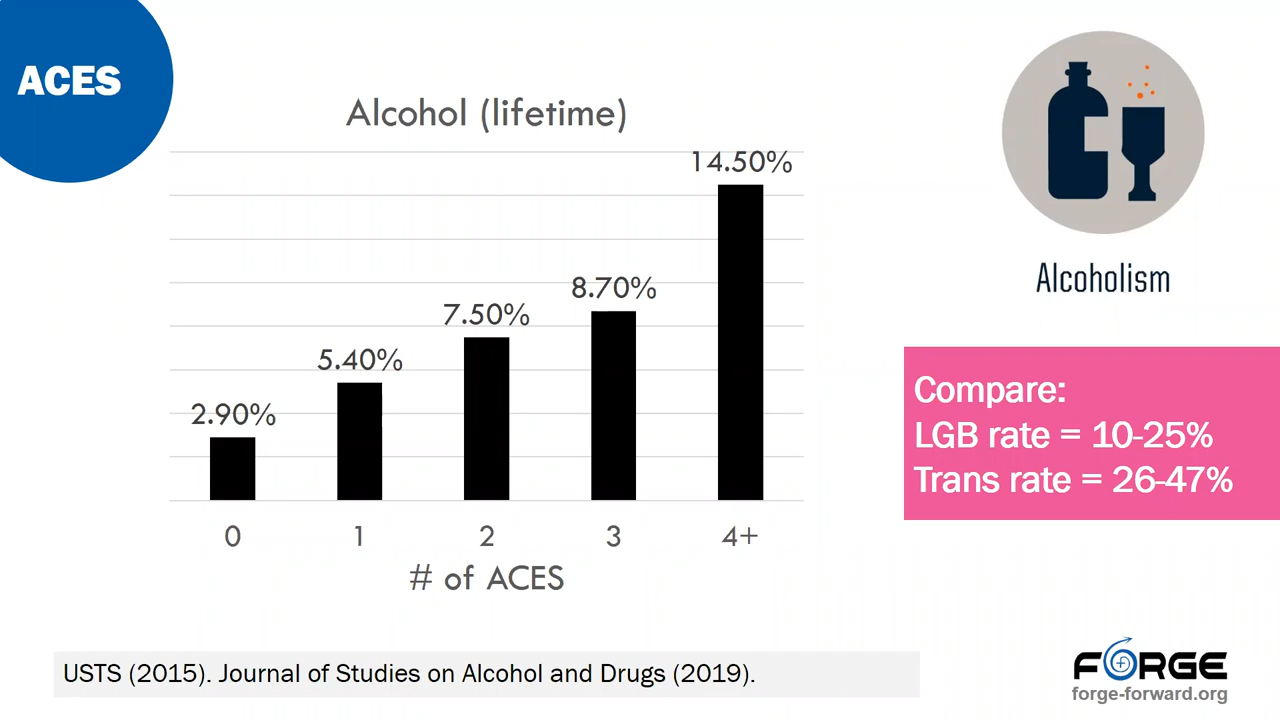 ACES
Alcohol (lifetime)
14.50%
8.70%
7.50%
5.40%
2.90%
0 1 2 3 4+
# of ACES
Alcoholism
Compare:
LGB rate = 10-25%
Trans rate = 26-47%
USTS (2015). Journal of Studies on Alcohol and Drugs (2019).
FORGE
forge-forward.org